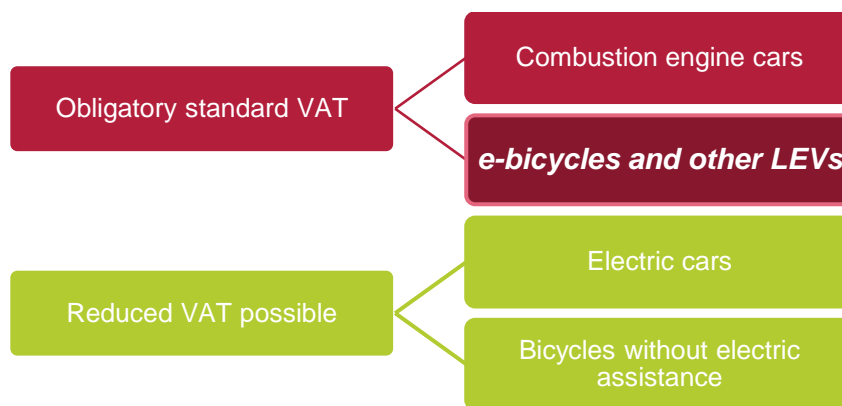 Obligatory standard VAT
Combustion engine cars
e-bicycles and other LEVs
Reduced VAT possible
Electric cars
Bicycles without electric
assistance